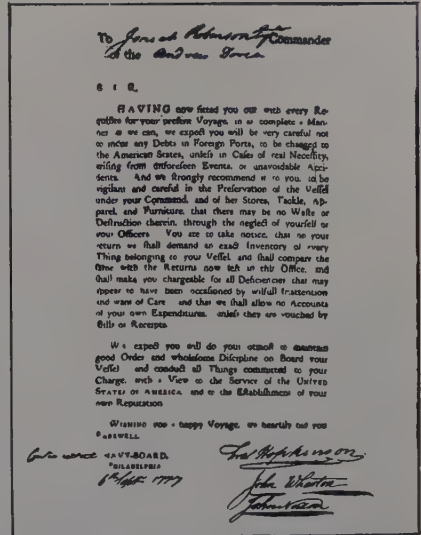 To Commander
of the Andrew Doria
S I R,
HAVING now fitted you out with every Re-
quisite for your present Voyage, in as complete a Man-
ner as we can, we expect you will be very careful not
to incur any Debts in Foreign Ports, to be charged to
the American States, unless in Cases of real Necessity,
arising from unforeseen Events, or unavoidable Acci-
dents. And we strongly recommend it to you, to be
vigilant and careful in the Preservation of the Vessel
under your Command, and of her Stores, Tackle, Ap-
parel, and Furniture, that there may be no Waste or
Destruction therein, through the neglect of yourself or
your Officers You are to take notice, that on your
return we shall demand an exact Inventory of every
Thing belonging to your Vessel, and shall compare the
same with the Returns now left in this Office, and
shall make you chargeable for all Deficiencies that may
appear to have been occasioned by wilful Inattention
and want of Care and that we shall allow no Accounts
of your own Expenditures, unless they are vouched by
Bills or Receipts
We expect you will do your utmost to maintain
good Order and wholesome Discipline on Board your
Vessel and conduct all Things committed to your
Charge, with a View to the Service of the UNITED
STATES OF AMERICA and to the Establishment of your
own Reputation
WISHING you a happy Voyage, we heartily bid you
FAREWELL
NAVY-BOARD, Fras Hopkinson
PHILADELPHIA
6th Sept 1777 John Wharton